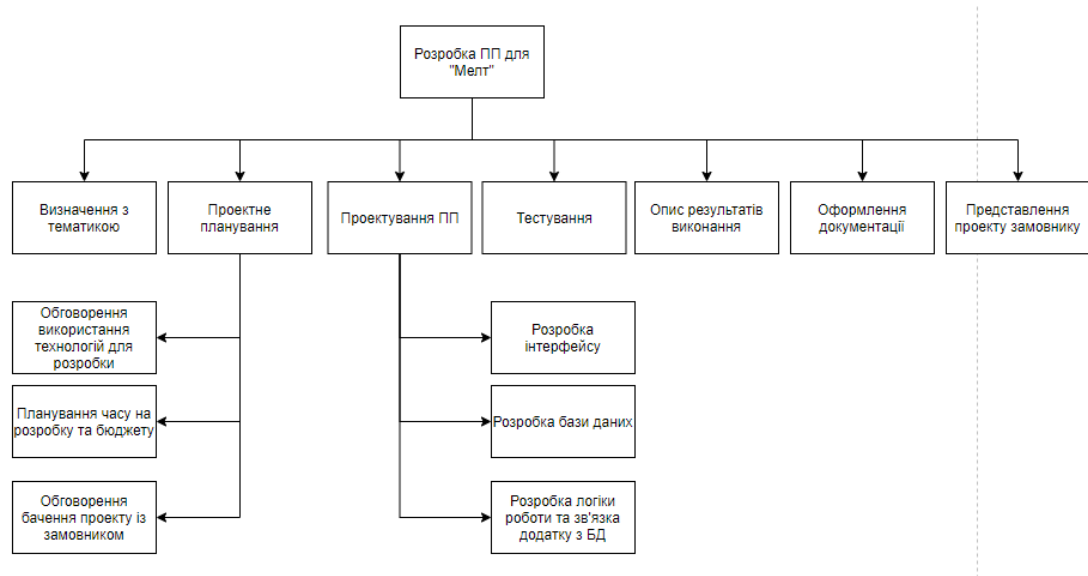 Розробка ПП для
"Мелт"
Визначення з
тематикою
Проектне
планування
Проектування ПП
Тестування
Опис результатів
виконання
Оформлення
документації
Представлення
проекту замовнику
Обговорення
використання
технологій для
розробки
Планування часу на
розробку та бюджету
Обговорення
бачення проекту із
замовником
Розробка
інтерфейсу
Розробка бази даних
Розробка логіки
роботи та зв'язка
додатку з БД